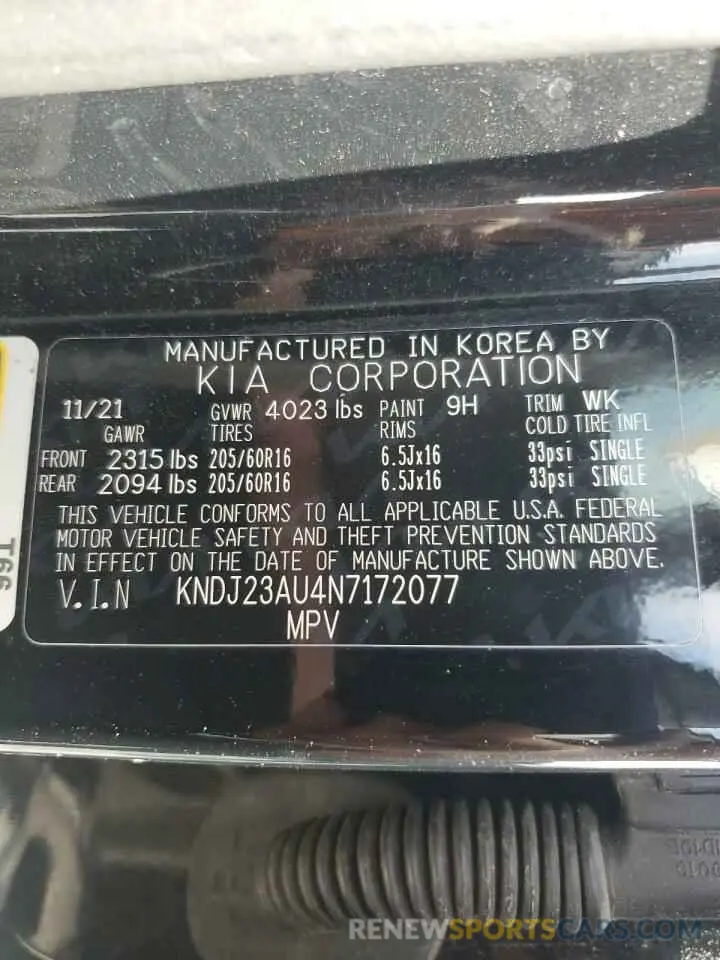 MANUFACTURED IN KOREA BY
KIA CORPORATION
11/21 GVWR 4023 lbs PAINT 9H TRIM WK
GAWR TIRES RIMS COLD TIRE INFL
FRONT 2315 lbs 205/60R16 6.5Jx16 33psi SINGLE
REAR 2094 lbs 205/60R16 6.5Jx16 33psi SINGLE
THIS VEHICLE CONFORMS TO ALL APPLICABLE U.S.A. FEDERAL
MOTOR VEHICLE SAFETY AND THEFT PREVENTION STANDARDS
IN EFFECT ON THE DATE OF MANUFACTURE SHOWN ABOVE.
V.I.N KNDJ23AU4N7172077
MPV
RENEWSPORTSCARS.COM